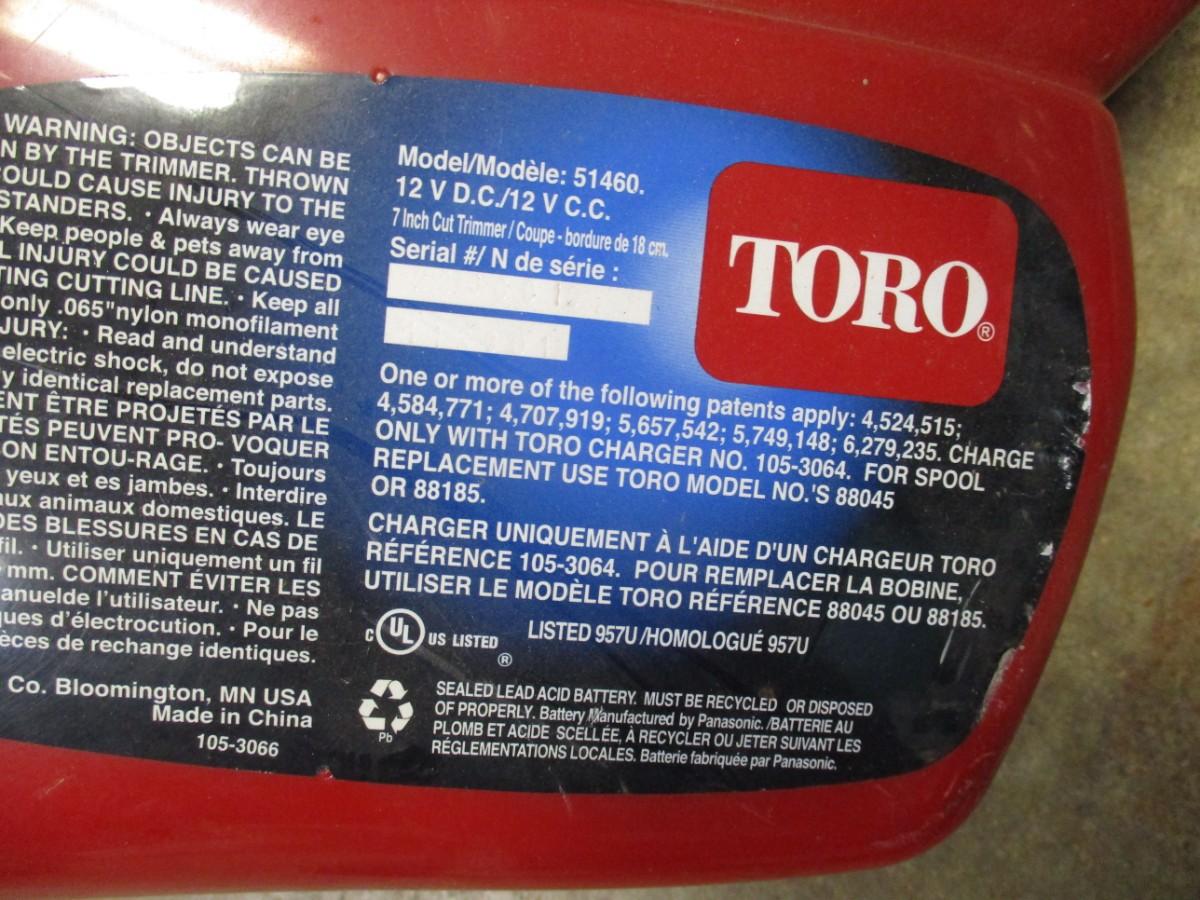 WARNING: OBJECTS CAN BE
N BY THE TRIMMER. THROWN
OULD CAUSE INJURY TO THE
STANDERS. · Always wear eye
Keep people & pets away from
L INJURY COULD BE CAUSED
TING CUTTING LINE. · Keep all
only .065"nylon monofilament
JURY: · Read and understand
electric shock, do not expose
y identical replacement parts.
ENT ÊTRE PROJETÉS PAR LE
TÉS PEUVENT PRO- VOQUER
ON ENTOU-RAGE. · Toujours
yeux et es jambes. · Interdire
aux animaux domestiques. LE
DES BLESSURES EN CAS DE
fil. · Utiliser uniquement un fil
mm. COMMENT ÉVITER LES
anuelde l'utilisateur. · Ne pas
ques d'électrocution. · Pour le
èces de rechange identiques.
Co. Bloomington, MN USA
Made in China
105-3066
Model/Modèle: 51460.
12 V D.C./12 V C.C.
7 Inch Cut Trimmer / Coupe - bordure de 18 cm.
Serial #/ N de série :
TORO®
One or more of the following patents apply: 4,524,515;
4,584,771; 4,707,919; 5,657,542; 5,749,148; 6,279,235. CHARGE
ONLY WITH TORO CHARGER NO. 105-3064. FOR SPOOL
REPLACEMENT USE TORO MODEL NO.'S 88045
OR 88185.
CHARGER UNIQUEMENT À L'AIDE D'UN CHARGEUR TORO
RÉFÉRENCE 105-3064. POUR REMPLACER LA BOBINE,
UTILISER LE MODÈLE TORO RÉFÉRENCE 88045 OU 88185.
C UL US LISTED ® LISTED 957U /HOMOLOGUÉ 957U
Pb
SEALED LEAD ACID BATTERY. MUST BE RECYCLED OR DISPOSED
OF PROPERLY. Battery Manufactured by Panasonic. /BATTERIE AU
PLOMB ET ACIDE SCELLÉE, À RECYCLER OU JETER SUIVANT LES
RÉGLEMENTATIONS LOCALES. Batterie fabriquée par Panasonic.